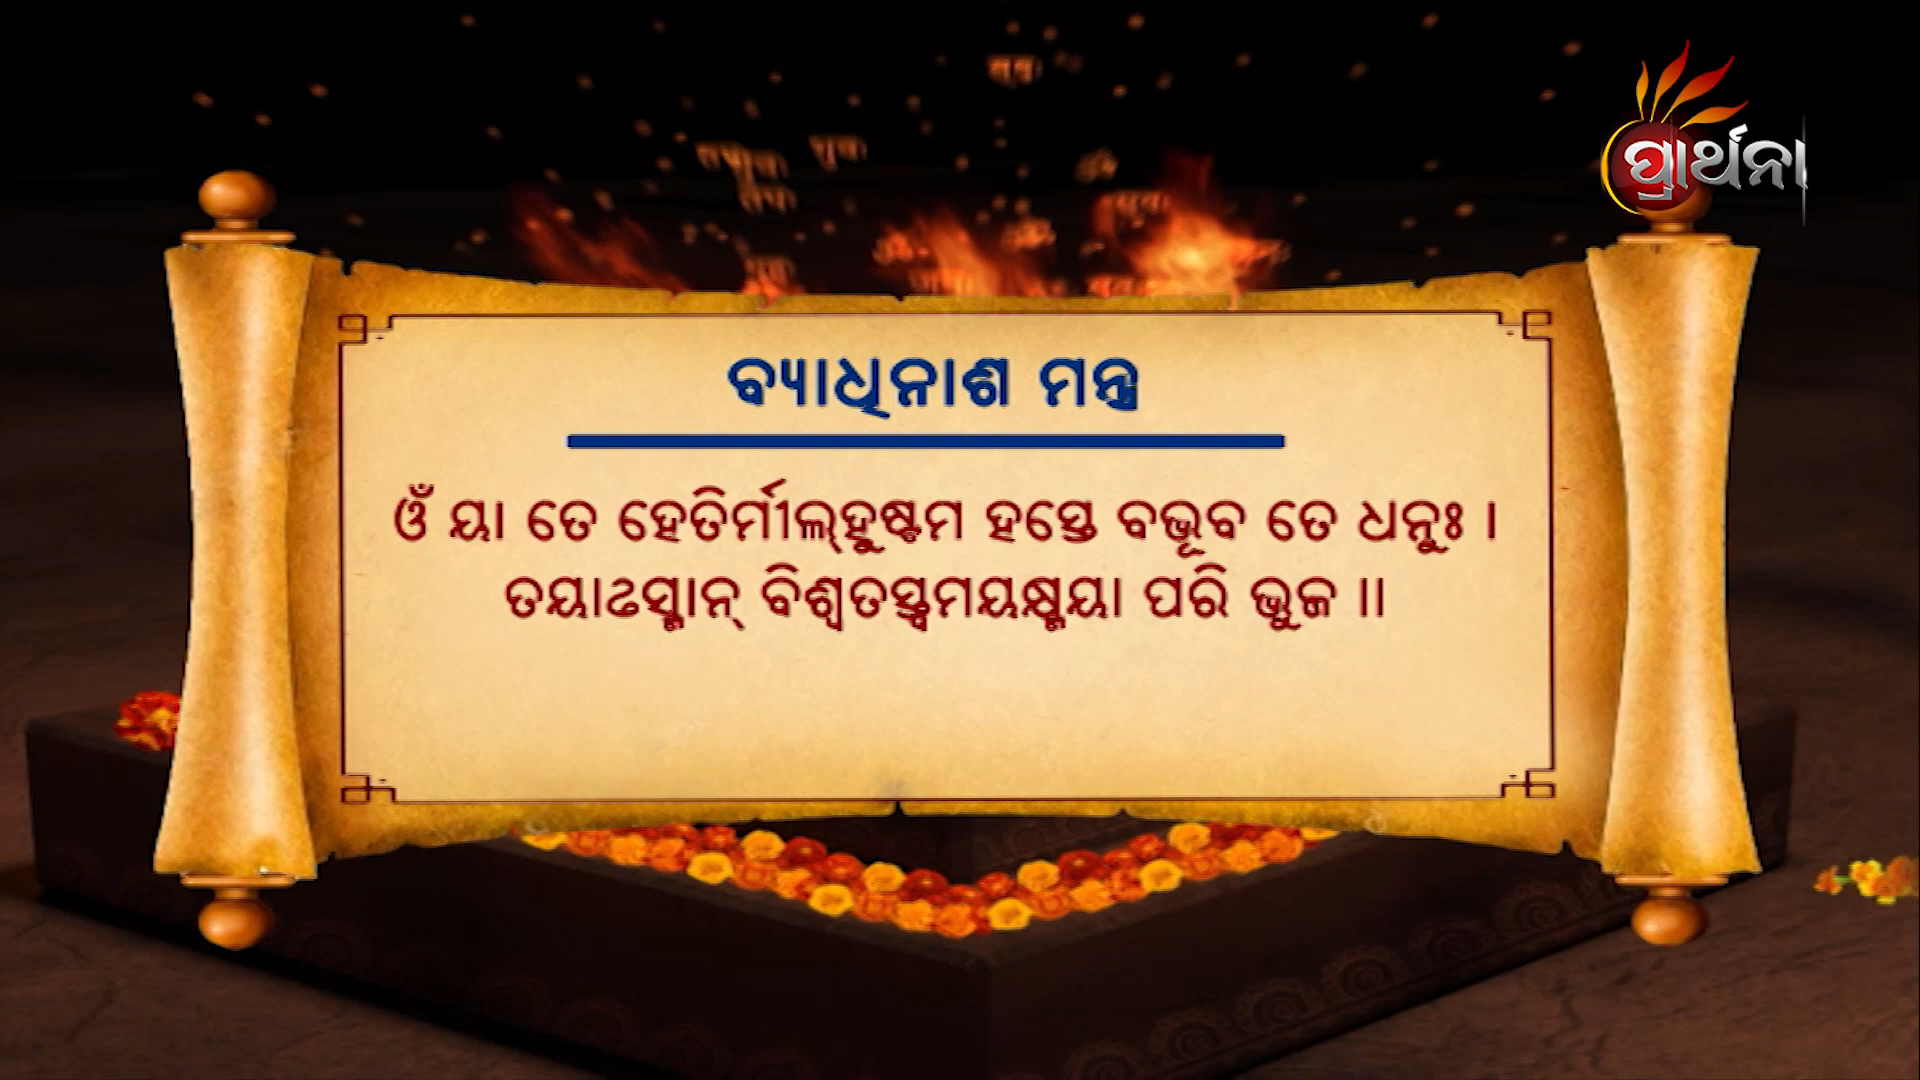 ପ୍ରାର୍ଥନା
ବ୍ୟାଧିନାଶ ମନ୍ତ୍ର
ଓଁ ୟା ତେ ହେତିର୍ମୀଲ୍‌ହୁଷ୍ଟମ ହସ୍ତେ ବଭୂବ ତେ ଧନୁଃ ।
ତୟାଽସ୍ମାନ୍ ବିଶ୍ୱତସ୍ତ୍ୱମୟକ୍ଷ୍ମୟା ପରି ଭୁଜ ॥